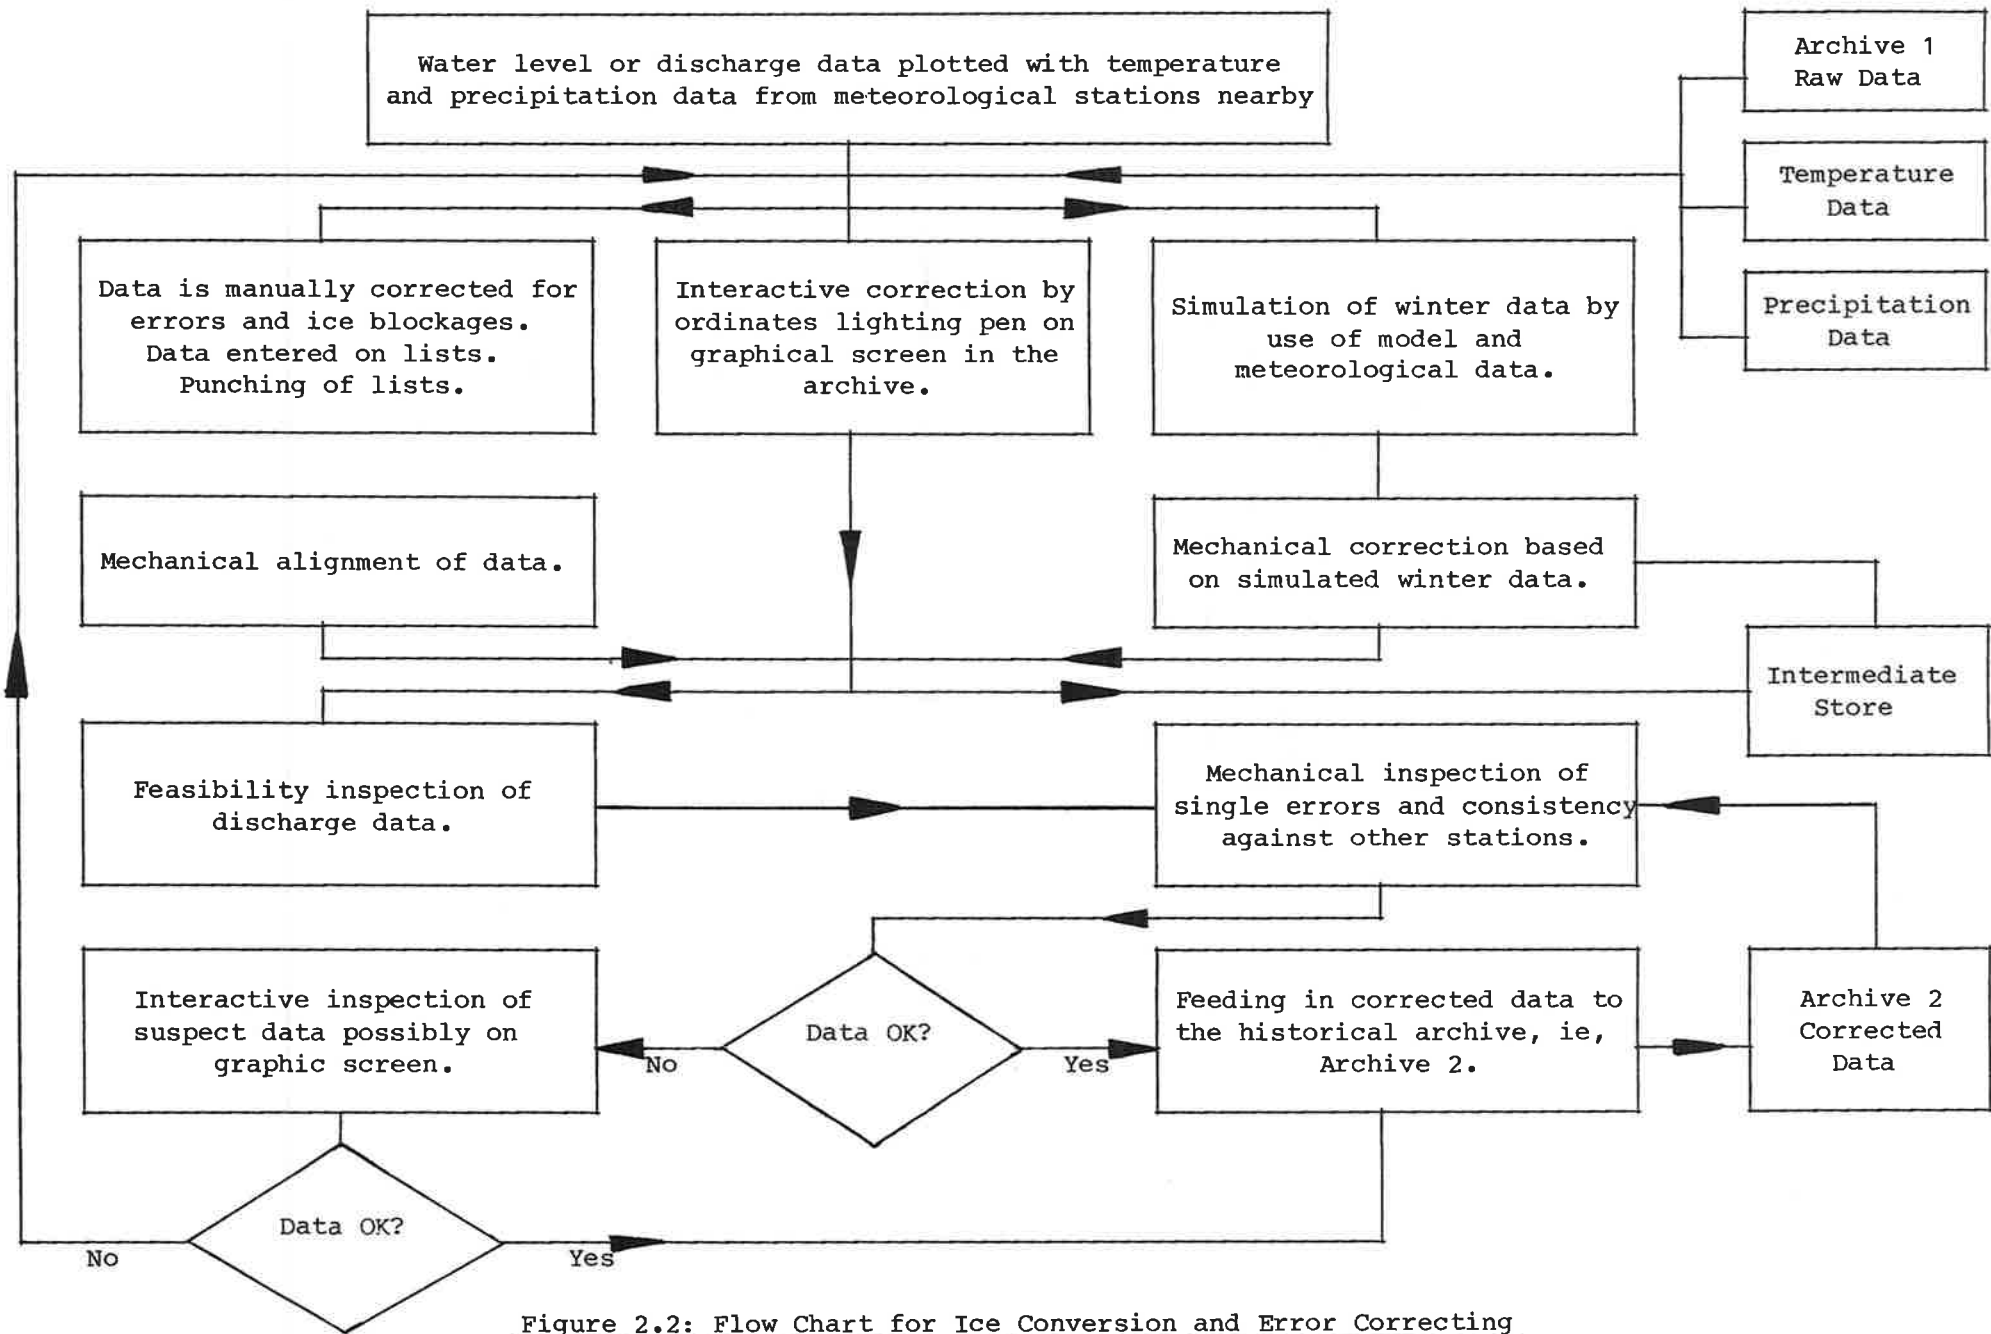 Water level or discharge data plotted with temperature
and precipitation data from meteorological stations nearby
Archive 1
Raw Data
Temperature
Data
Precipitation
Data
Data is manually corrected for
errors and ice blockages.
Data entered on lists.
Punching of lists.
Interactive correction by
ordinates lighting pen on
graphical screen in the
archive.
Simulation of winter data by
use of model and
meteorological data.
Mechanical alignment of data.
Mechanical correction based
on simulated winter data.
Intermediate
Store
Feasibility inspection of
discharge data.
Mechanical inspection of
single errors and consistency
against other stations.
Interactive inspection of
suspect data possibly on
graphic screen.
Data OK?
No
Yes
Feeding in corrected data to
the historical archive, ie,
Archive 2.
Archive 2
Corrected
Data
Data OK?
No
Yes
Figure 2.2: Flow Chart for Ice Conversion and Error Correcting